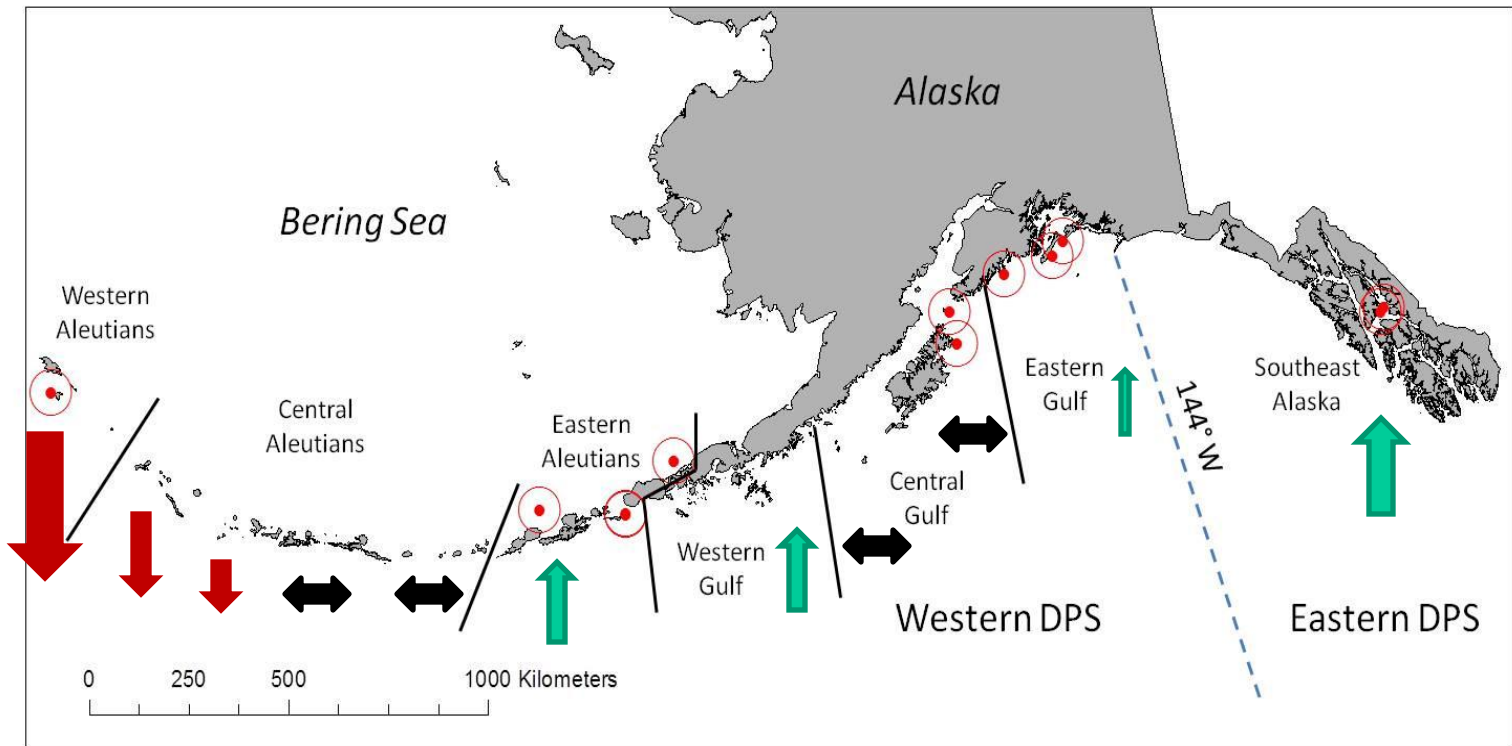 Alaska
Bering Sea
Western
Aleutians
Central
Aleutians
Eastern
Aleutians
Western
Gulf
Central
Gulf
Eastern
Gulf
144° W
Southeast
Alaska
Western DPS
Eastern DPS
0 250 500 1000 Kilometers